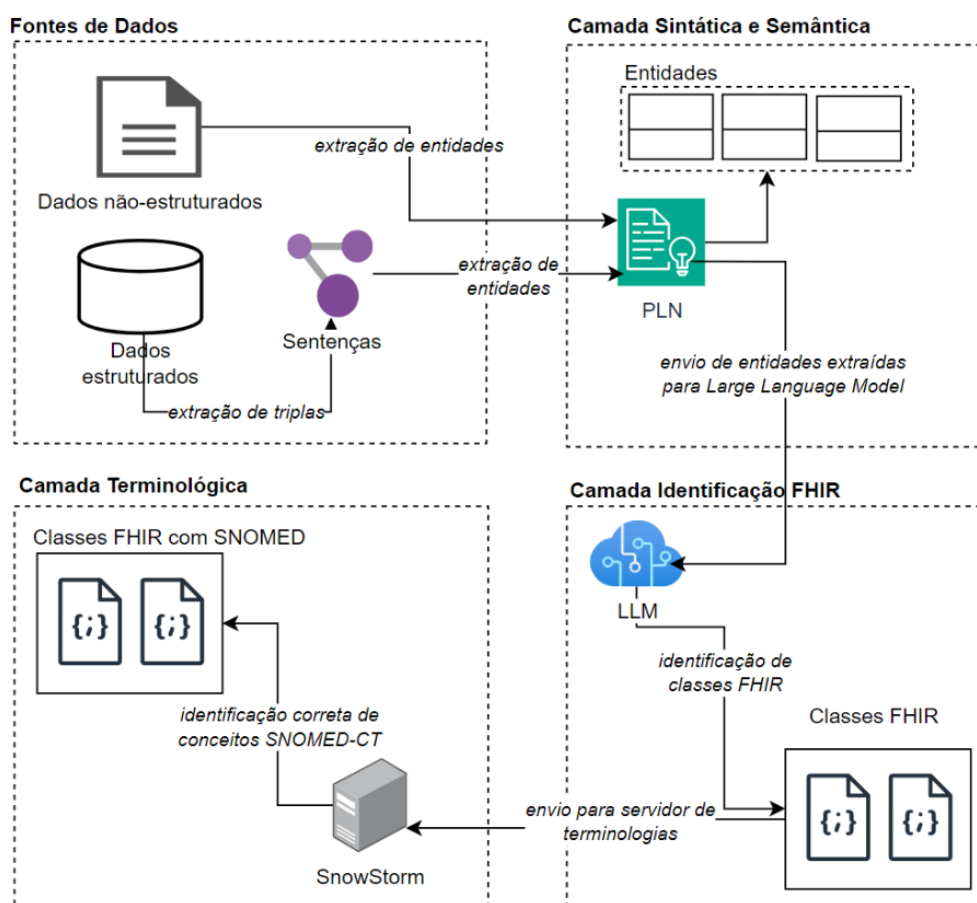 Fontes de Dados
Dados não-estruturados
extração de entidades
Dados
estruturados
extração de triplas
Sentenças
extração de
entidades
Camada Sintática e Semântica
Entidades
PLN
envio de entidades extraídas
para Large Language Model
Camada Terminológica
Classes FHIR com SNOMED
{;}
{;}
identificação correta de
conceitos SNOMED-CT
SnowStorm
Camada Identificação FHIR
LLM
identificação de
classes FHIR
Classes FHIR
{;}
{;}
envio para servidor de
terminologias